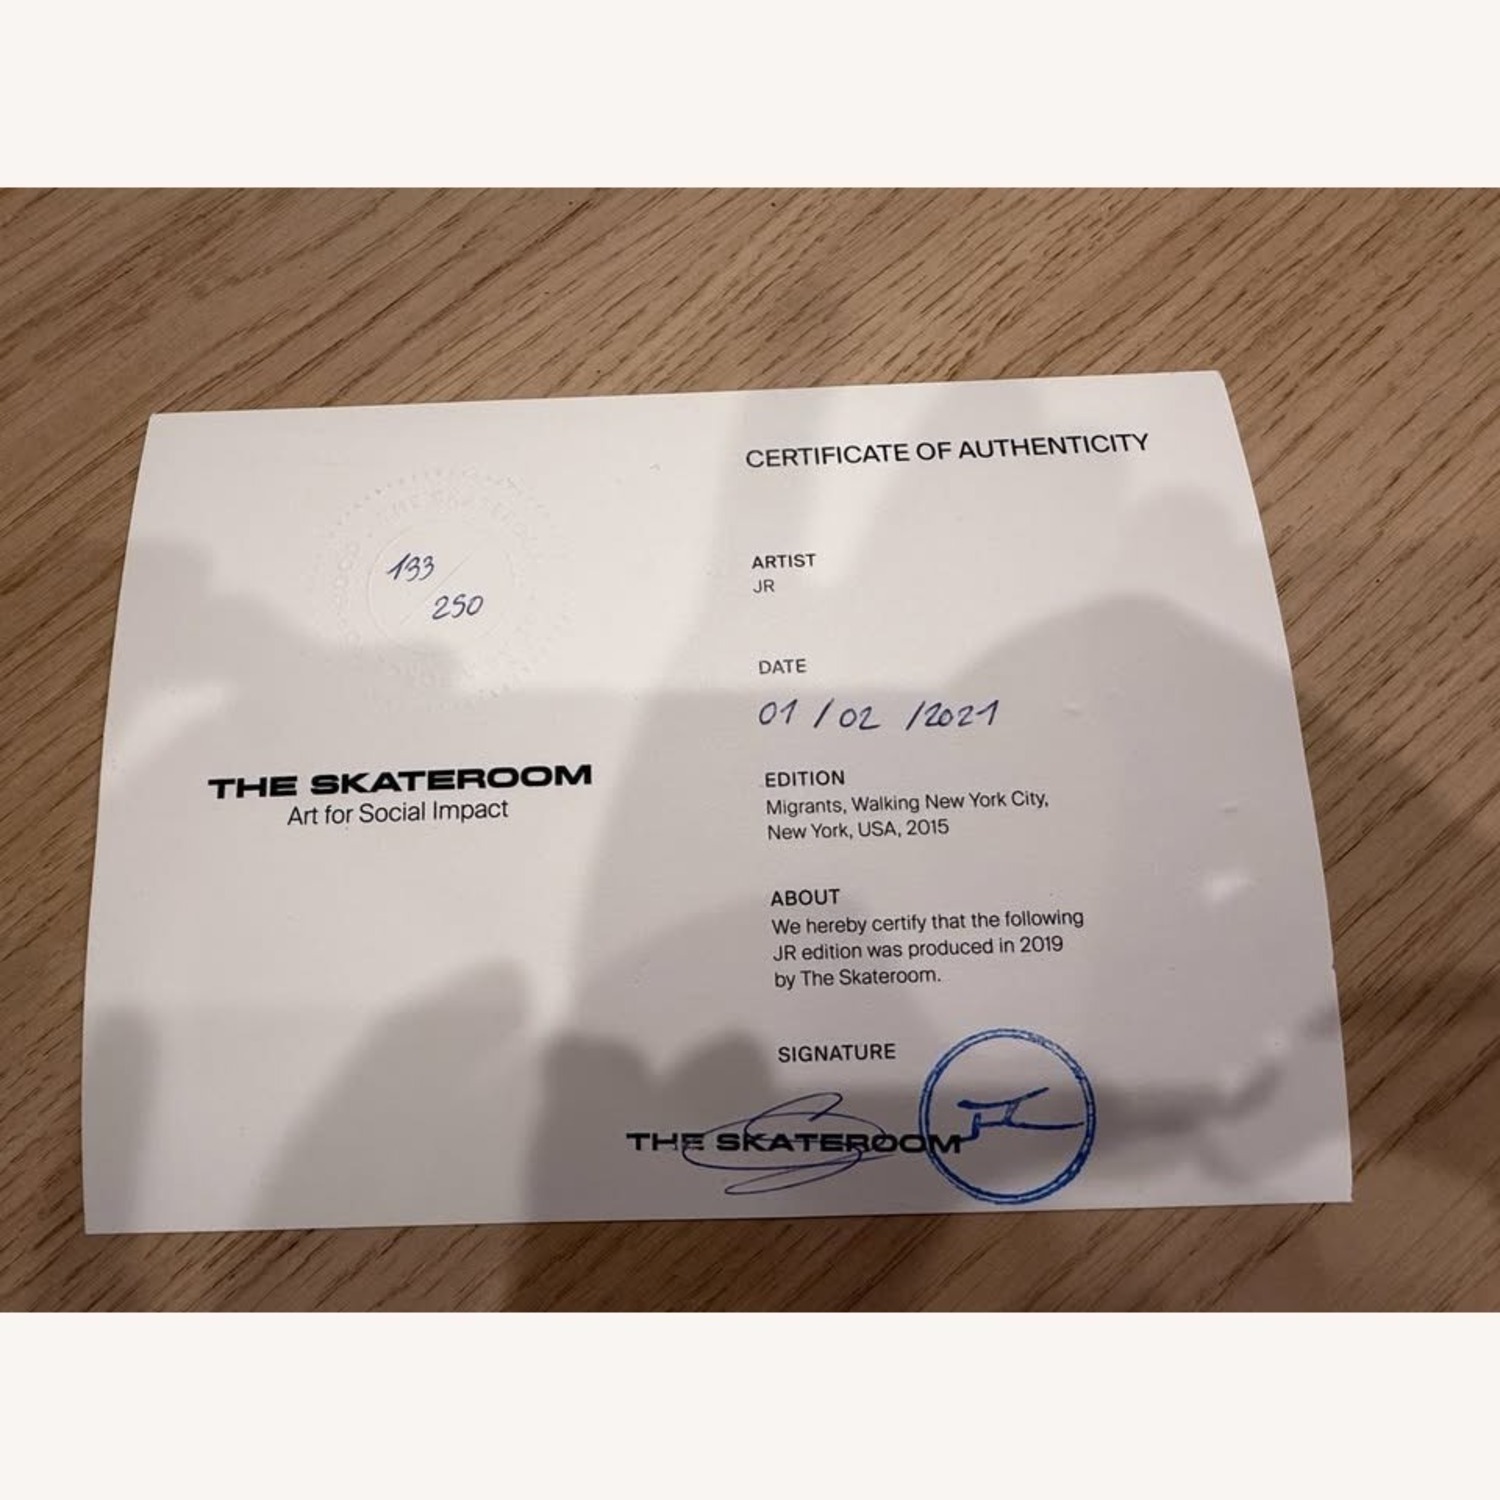 133/250
THE SKATEROOM
Art for Social Impact
CERTIFICATE OF AUTHENTICITY
ARTIST
JR
DATE
01/02/2021
EDITION
Migrants, Walking New York City,
New York, USA, 2015
ABOUT
We hereby certify that the following
JR edition was produced in 2019
by The Skateroom.
SIGNATURE
THE SKATEROOM